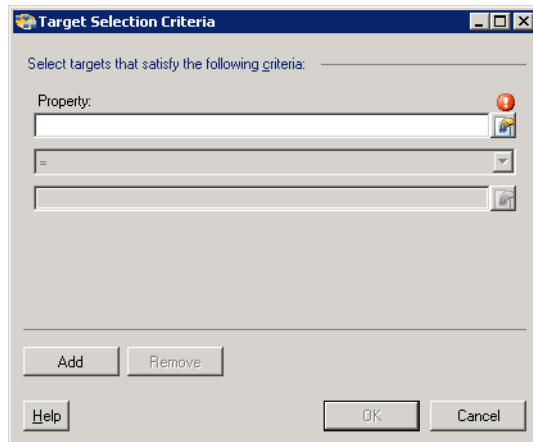 Target Selection Criteria
Select targets that satisfy the following criteria:
Property:
=
Add Remove
Help OK Cancel